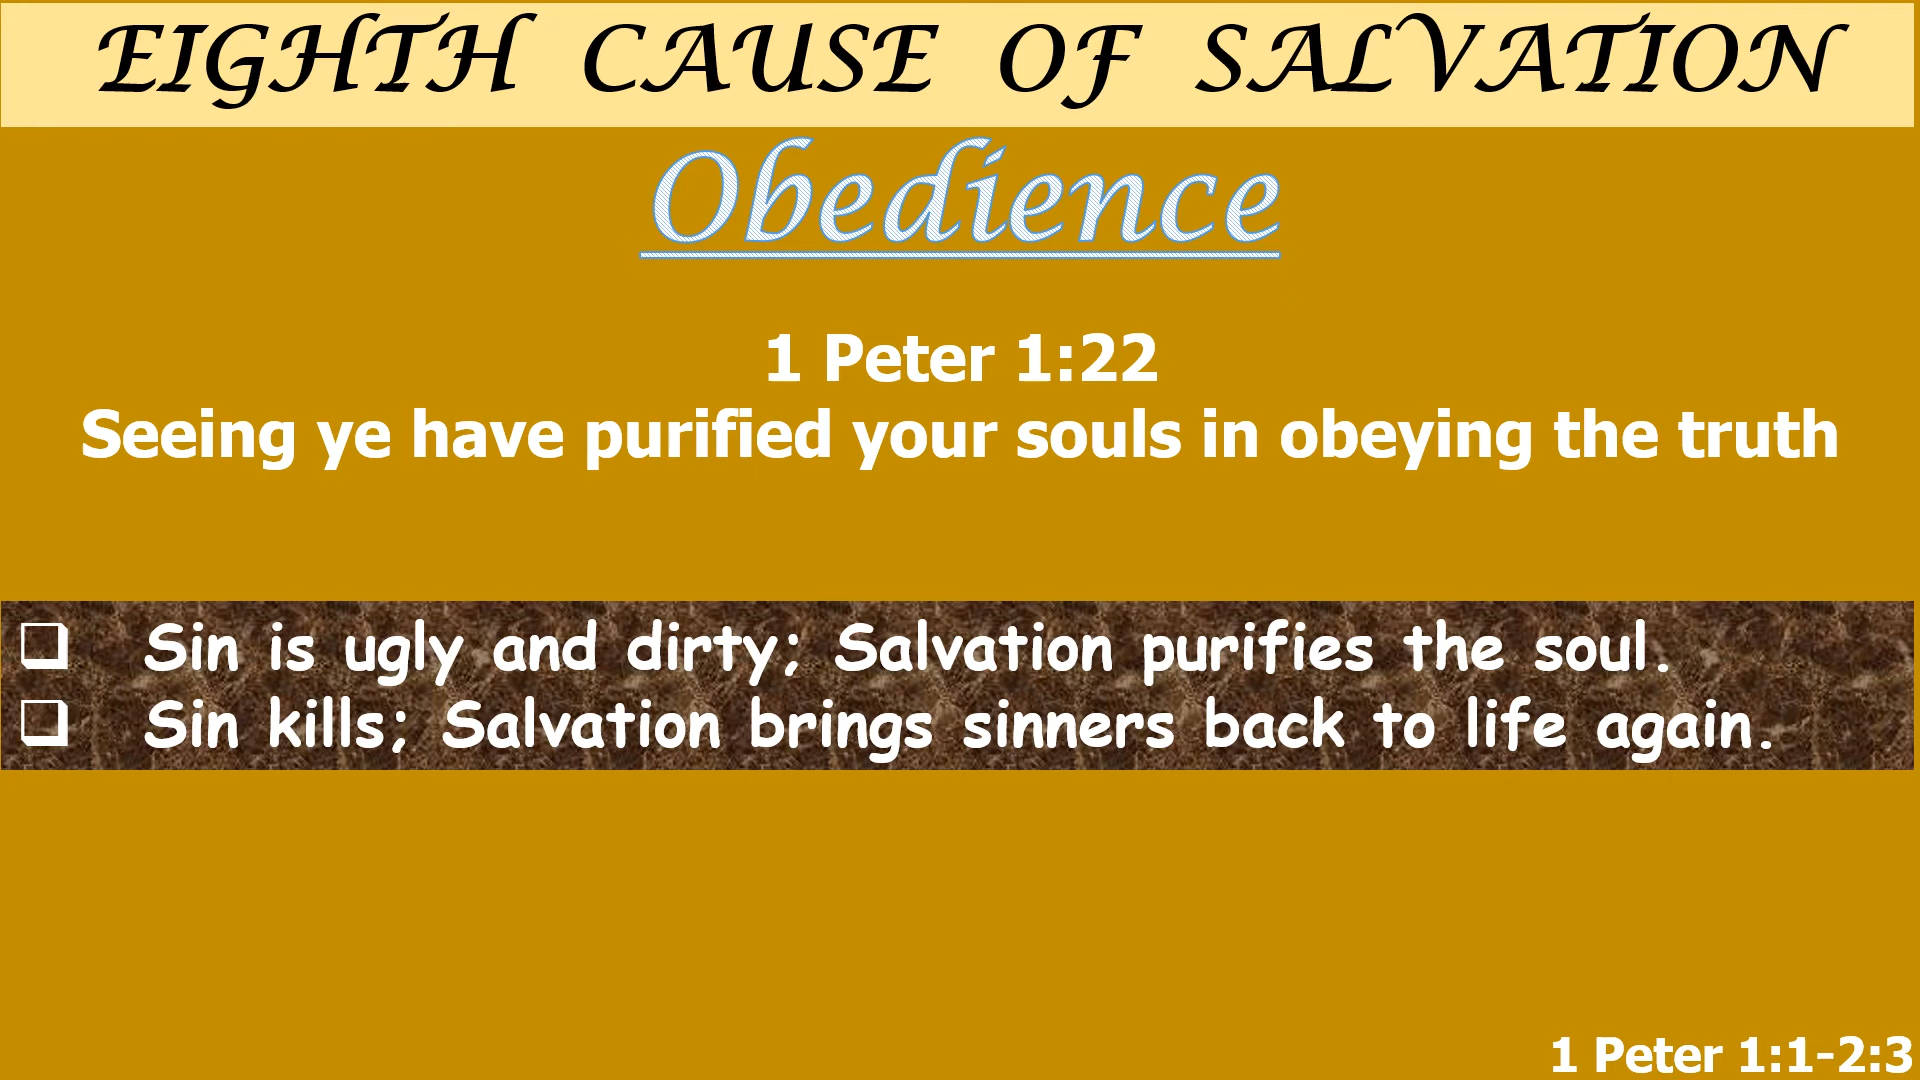 EIGHTH CAUSE OF SALVATION
Obedience
1 Peter 1:22
Seeing ye have purified your souls in obeying the truth
❑ Sin is ugly and dirty; Salvation purifies the soul.
❑ Sin kills; Salvation brings sinners back to life again.
1 Peter 1:1-2:3